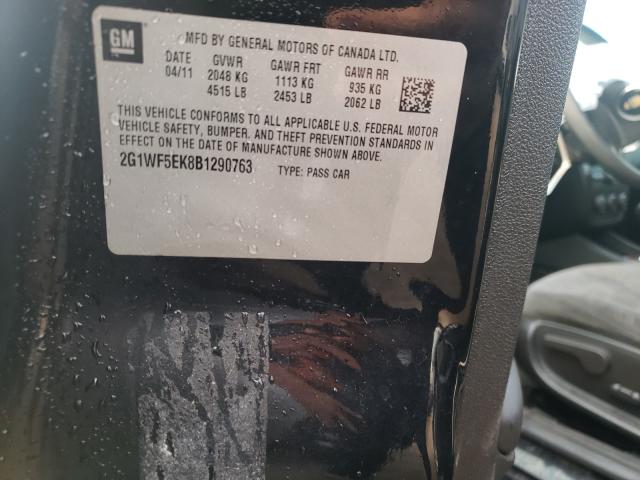 GM
MFD BY GENERAL MOTORS OF CANADA LTD.
DATE GVWR GAWR FRT GAWR RR
04/11 2048 KG 1113 KG 935 KG
4515 LB 2453 LB 2062 LB
THIS VEHICLE CONFORMS TO ALL APPLICABLE U.S. FEDERAL MOTOR
VEHICLE SAFETY, BUMPER, AND THEFT PREVENTION STANDARDS IN
EFFECT ON THE DATE OF MANUFACTURE SHOWN ABOVE.
2G1WF5EK8B1290763 TYPE: PASS CAR